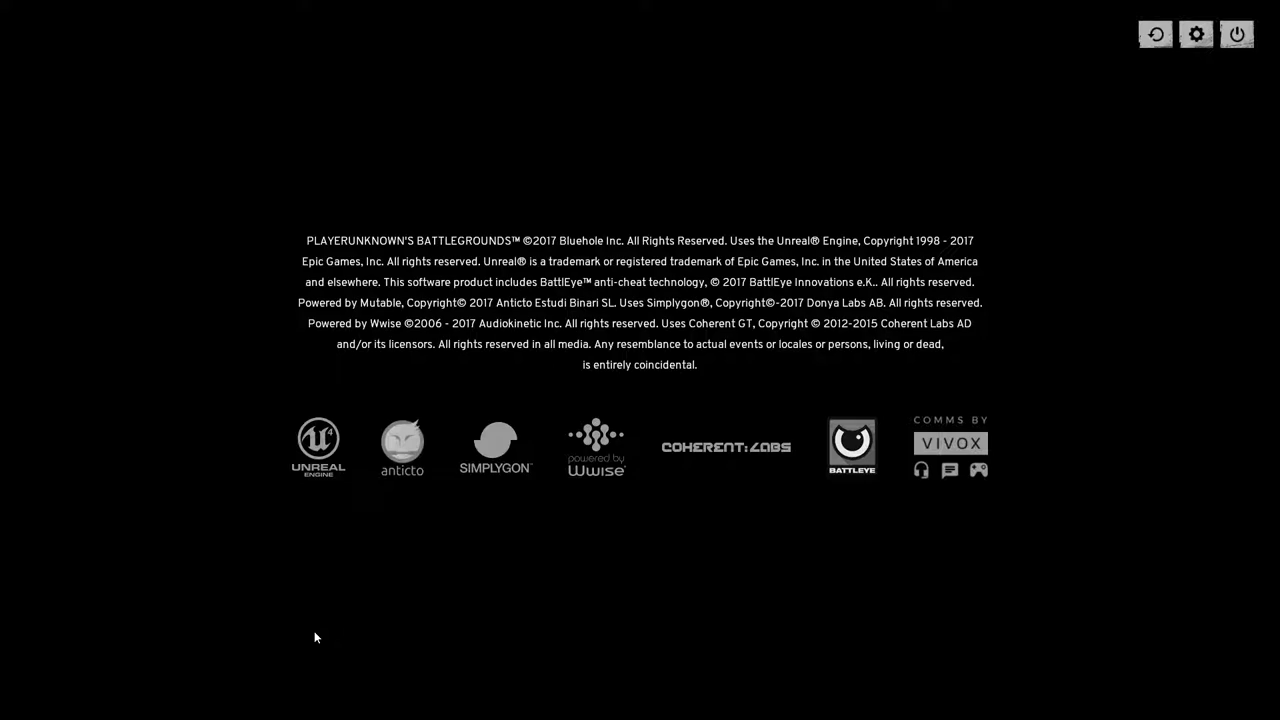 PLAYERUNKNOWN'S BATTLEGROUNDS™ ©2017 Bluehole Inc. All Rights Reserved. Uses the Unreal® Engine, Copyright 1998 - 2017
Epic Games, Inc. All rights reserved. Unreal® is a trademark or registered trademark of Epic Games, Inc. in the United States of America
and elsewhere. This software product includes BattlEye™ anti-cheat technology, © 2017 BattlEye Innovations e.K.. All rights reserved.
Powered by Mutable, Copyright© 2017 Anticto Estudi Binari SL. Uses Simplygon®, Copyright©-2017 Donya Labs AB. All rights reserved.
Powered by Wwise ©2006 - 2017 Audiokinetic Inc. All rights reserved. Uses Coherent GT, Copyright © 2012-2015 Coherent Labs AD
and/or its licensors. All rights reserved in all media. Any resemblance to actual events or locales or persons, living or dead,
is entirely coincidental.
4
UNREAL
ENGINE
anticto
SIMPLYGON™
powered by
Wwise®
COHERENT:LABS
BATTLEYE
COMMS BY
VIVOX